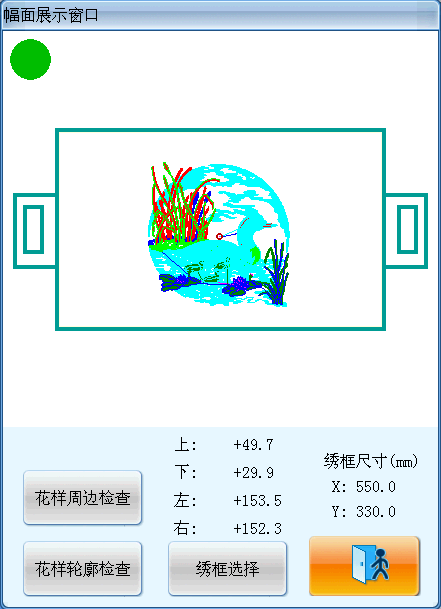 幅面展示窗口
上: +49.7
下: +29.9
左: +153.5
右: +152.3
绣框尺寸(mm)
X: 550.0
Y: 330.0
花样周边检查
花样轮廓检查
绣框选择